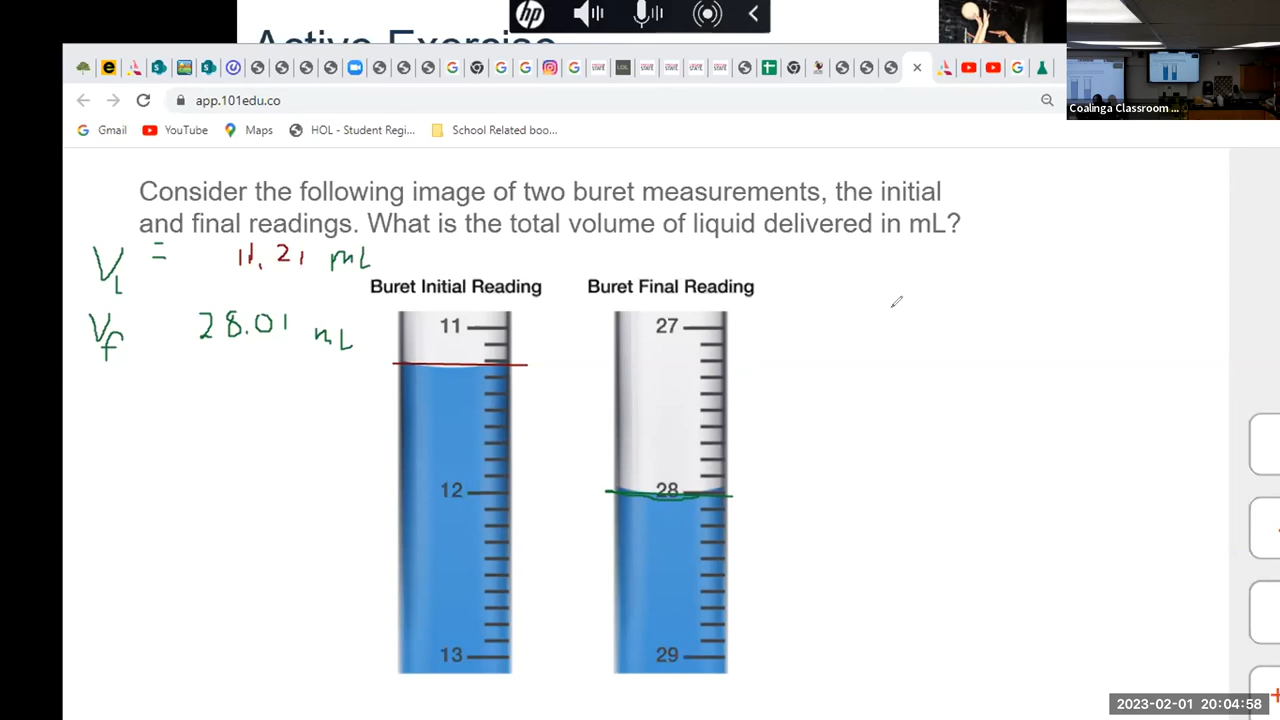 Active Exercise
hp
Coalinga Classroom ...
app.101edu.co
Gmail
YouTube
Maps
HOL - Student Regi...
School Related boo...
Consider the following image of two buret measurements, the initial
and final readings. What is the total volume of liquid delivered in mL?
Vi = 11.21 mL
Vf 28.01 mL
Buret Initial Reading
Buret Final Reading
11
12
13
27
28
29
2023-02-01 20:04:58